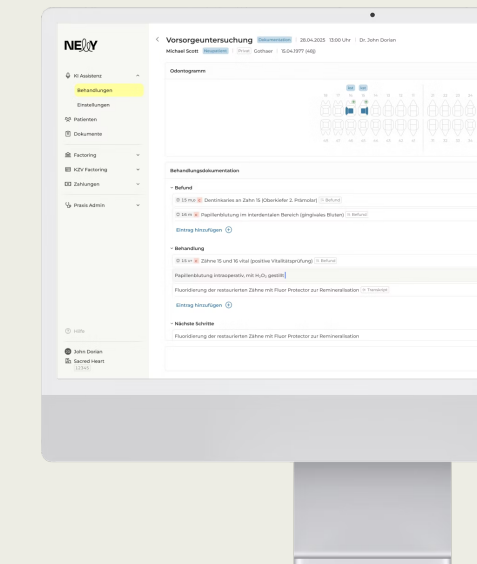 NELLY
Vorsorgeuntersuchung Dokumentation 28.04.2025 13:00 Uhr Dr. John Dorian
Michael Scott Neupatient Privat Gothaer 15.04.1977 (48)
KI Assistenz
Behandlungen
Einstellungen
Patienten
Dokumente
Factoring
KZV Factoring
Zahlungen
Praxis Admin
Hilfe
John Dorian
Sacred Heart
12345
Odontogramm
Behandlungsdokumentation
Befund
Dentinkaries an Zahn 15 (Oberkiefer 2. Prämolar) Befund
Papillenblutung im Interdentalen Bereich (gingivales Bluten) Befund
Eintrag hinzufügen
Behandlung
Zähne 15 und 16 vital (positive Vitalitätsprüfung) Befund
Papillenblutung intraoperativ, mit H₂O₂ gestillt
Fluoridierung der restaurierten Zähne mit Fluor Protector zur Remineralisation Transkript
Eintrag hinzufügen
Nächste Schritte
Fluoridierung der restaurierten Zähne mit Fluor Protector zur Remineralisation